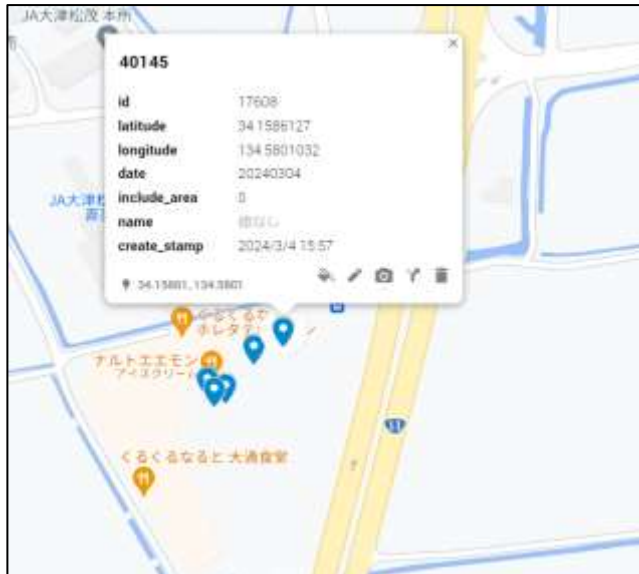 JA大津松茂 本所
40145
id 17608
latitude 34.1586127
longitude 134.5801032
date 20240304
include_area 0
create_stamp 2024/3/4 15:57
34.15861, 134.5801
JA大津松
くるくるな
ナルトエエモン
アイスクリーム
11
くるくるなると 大渦食堂